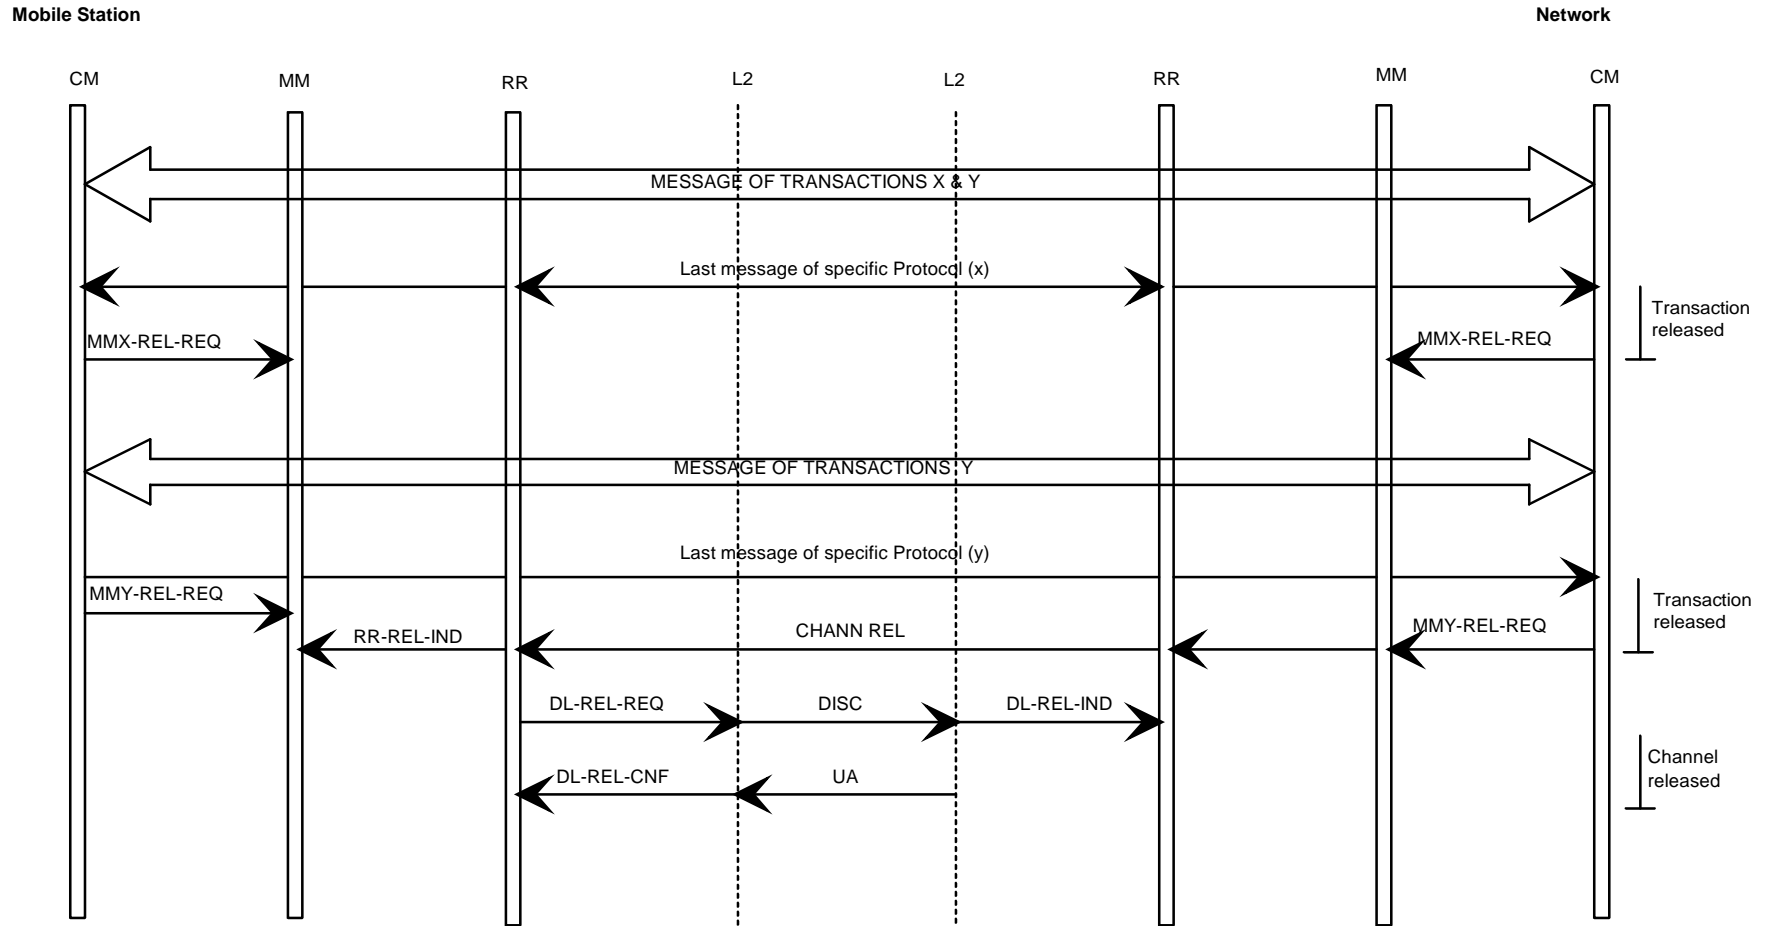 Mobile Station
Network
CM
MM
RR
L2
L2
RR
MM
CM
MESSAGE OF TRANSACTIONS X & Y
Last message of specific Protocol (x)
Transaction
released
MMX-REL-REQ
MMX-REL-REQ
MESSAGE OF TRANSACTIONS Y
Last message of specific Protocol (y)
MMY-REL-REQ
Transaction
released
RR-REL-IND
CHANN REL
MMY-REL-REQ
DL-REL-REQ
DISC
DL-REL-IND
Channel
released
DL-REL-CNF
UA